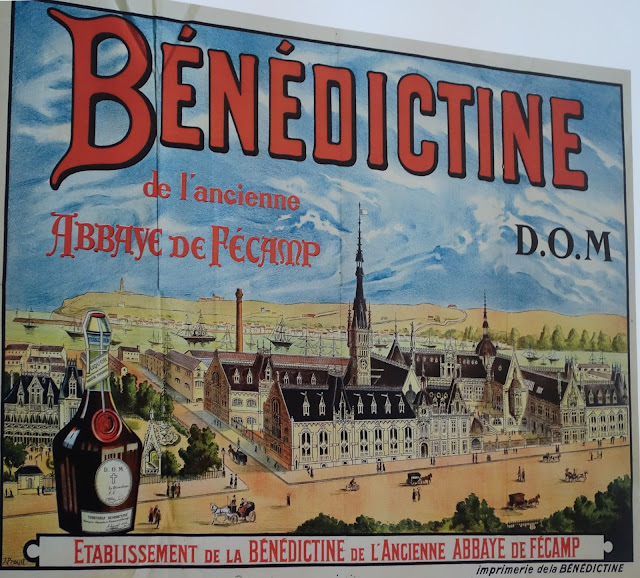 BÉNÉDICTINE
de l'ancienne
ABBAYE DE FÉCAMP
D.O.M
D.O.M
ETABLISSEMENT DE LA BÉNÉDICTINE DE L'ANCIENNE ABBAYE DE FÉCAMP
imprimerie de la BÉNÉDICTINE